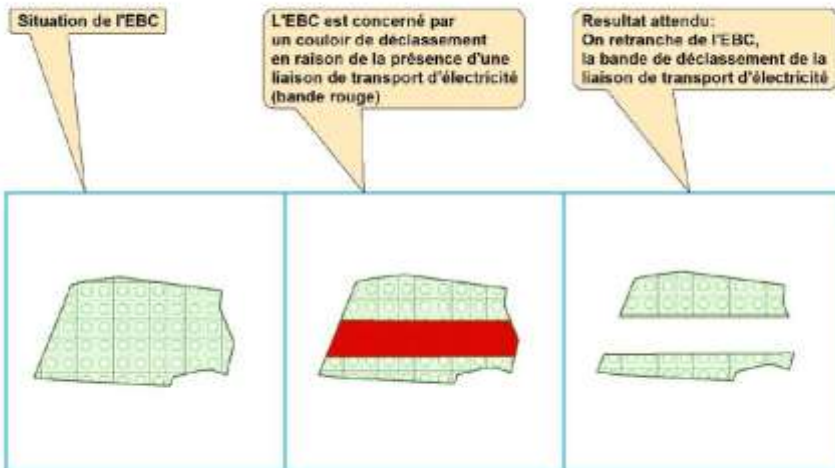 Situation de l'EBC
L'EBC est concerné par
un couloir de déclassement
en raison de la présence d'une
liaison de transport d'électricité
(bande rouge)
Resultat attendu:
On retranche de l'EBC,
la bande de déclassement de la
liaison de transport d'électricité